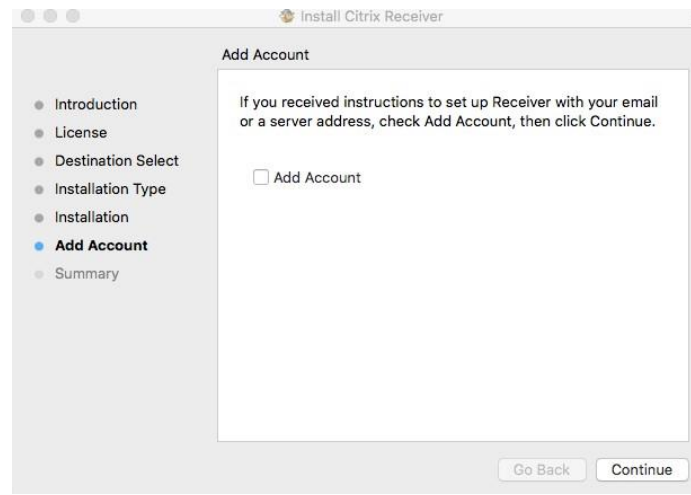 Install Citrix Receiver
Add Account
Introduction
License
Destination Select
Installation Type
Installation
Add Account
Summary
If you received instructions to set up Receiver with your email
or a server address, check Add Account, then click Continue.
Add Account
Go Back
Continue